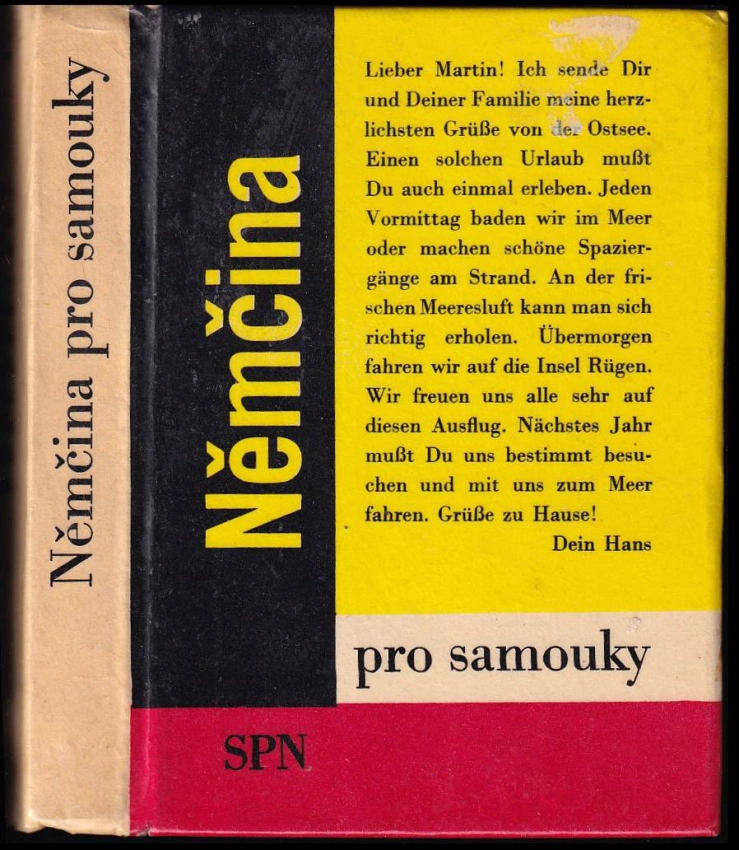 Němčina pro samouky
Němčina
Lieber Martin! Ich sende Dir
und Deiner Familie meine herz-
lichsten Grüße von der Ostsee.
Einen solchen Urlaub mußt
Du auch einmal erleben. Jeden
Vormittag baden wir im Meer
oder machen schöne Spazier-
gänge am Strand. An der fri-
schen Meeresluft kann man sich
richtig erholen. Übermorgen
fahren wir auf die Insel Rügen.
Wir freuen uns alle sehr auf
diesen Ausflug. Nächstes Jahr
mußt Du uns bestimmt besu-
chen und mit uns zum Meer
fahren. Grüße zu Hause!
Dein Hans
pro samouky
SPN